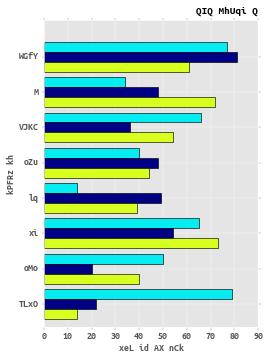 QIQ MhUqi Q
WGfY
M
VJKC
oZu
lq
xi
oMo
TLxO
kPFRz kh
0 10 20 30 40 50 60 70 80 90
xeL id AX nCk